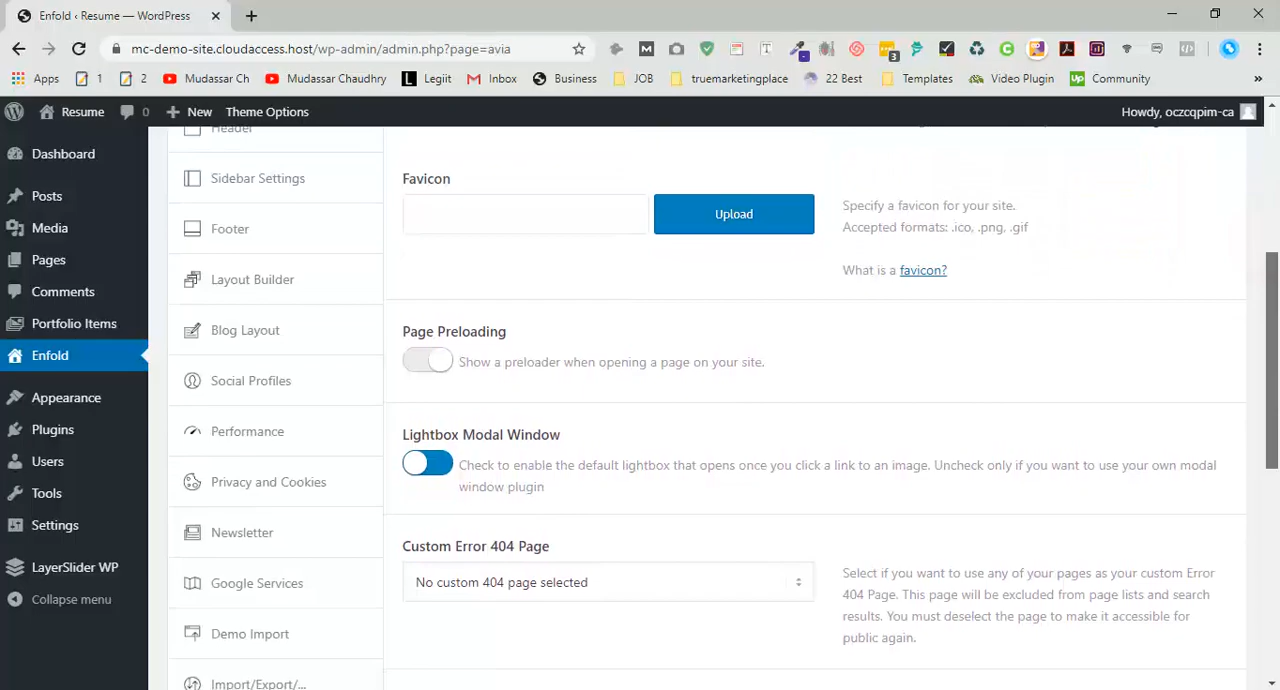 Enfold ‹ Resume — WordPress
mc-demo-site.cloudaccess.host/wp-admin/admin.php?page=avia
3
Apps
1
2
Mudassar Ch
Mudassar Chaudhry
Legiit
Inbox
Business
JOB
truemarketingplace
22 Best
Templates
Video Plugin
Up
Community
»
Resume
0
New
Theme Options
Howdy, oczcqpim-ca
Dashboard
Posts
Media
Pages
Comments
Portfolio Items
Enfold
Appearance
Plugins
Users
Tools
Settings
LayerSlider WP
Collapse menu
Header
Sidebar Settings
Footer
Layout Builder
Blog Layout
Social Profiles
Performance
Privacy and Cookies
Newsletter
Google Services
Demo Import
Import/Export/...
Favicon
Upload
Specify a favicon for your site.
Accepted formats: .ico, .png, .gif
What is a favicon?
Page Preloading
Show a preloader when opening a page on your site.
Lightbox Modal Window
Check to enable the default lightbox that opens once you click a link to an image. Uncheck only if you want to use your own modal
window plugin
Custom Error 404 Page
No custom 404 page selected
Select if you want to use any of your pages as your custom Error
404 Page. This page will be excluded from page lists and search
results. You must deselect the page to make it accessible for
public again.